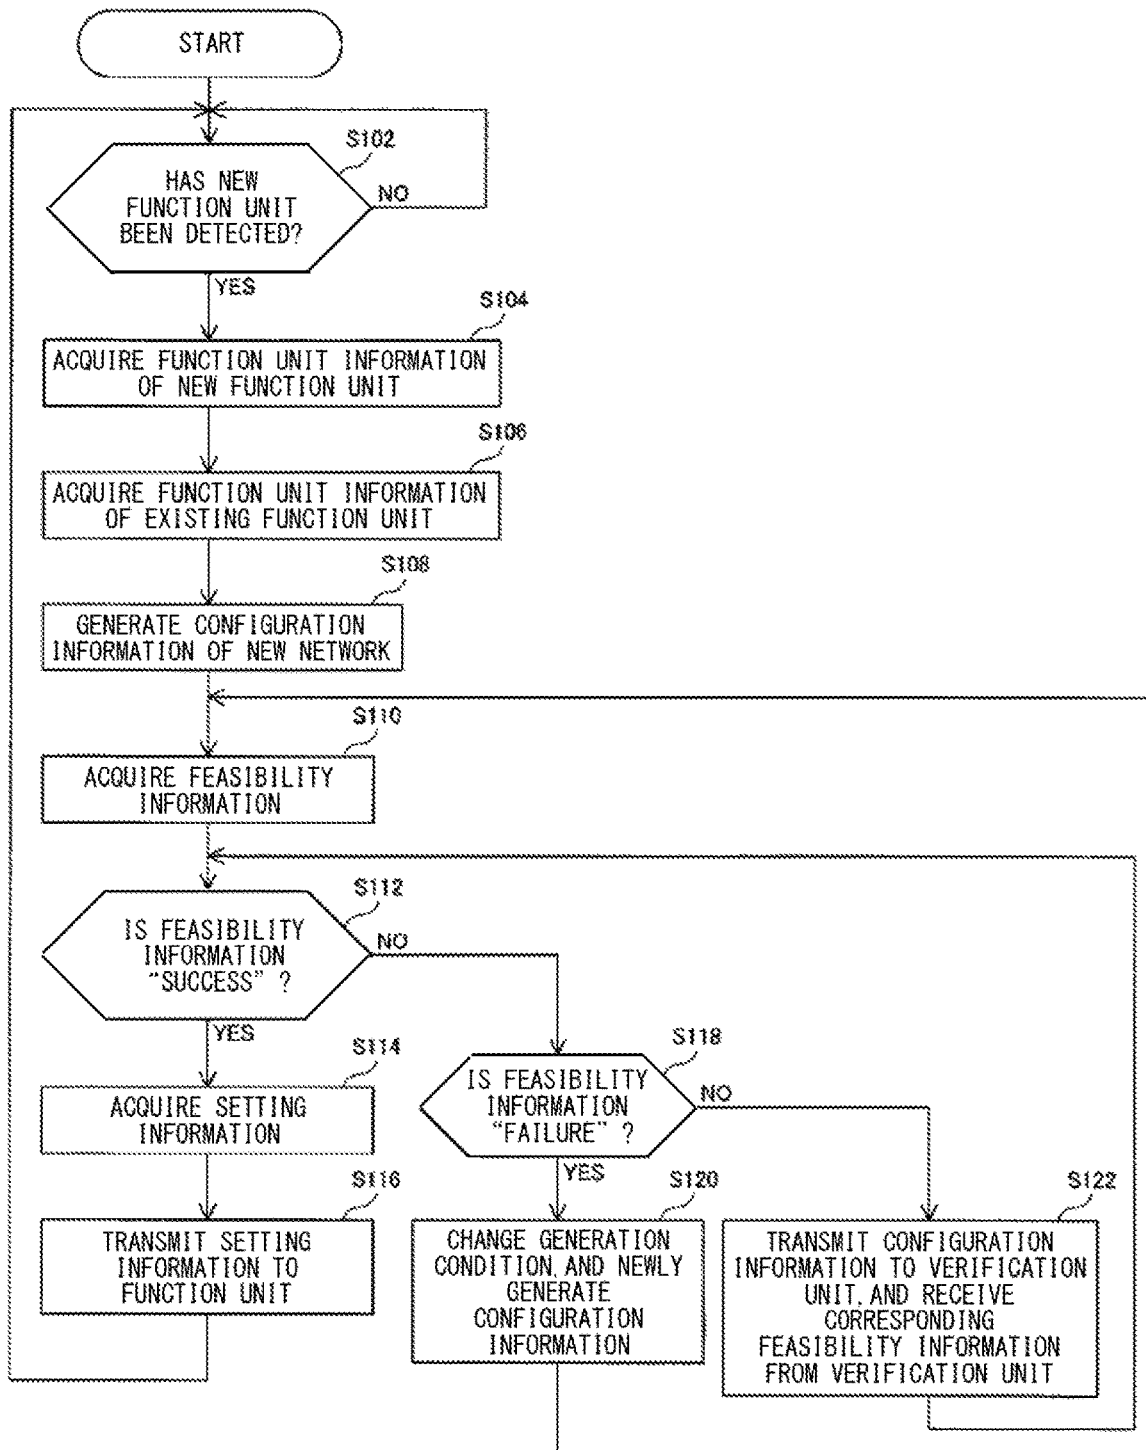 START
S102
HAS NEW
FUNCTION UNIT
BEEN DETECTED?
NO
YES
S104
ACQUIRE FUNCTION UNIT INFORMATION
OF NEW FUNCTION UNIT
S106
ACQUIRE FUNCTION UNIT INFORMATION
OF EXISTING FUNCTION UNIT
S108
GENERATE CONFIGURATION
INFORMATION OF NEW NETWORK
S110
ACQUIRE FEASIBILITY
INFORMATION
S112
IS FEASIBILITY
INFORMATION
“SUCCESS” ?
NO
YES
S114
ACQUIRE SETTING
INFORMATION
S116
TRANSMIT SETTING
INFORMATION TO
FUNCTION UNIT
S118
IS FEASIBILITY
INFORMATION
“FAILURE” ?
NO
YES
S120
CHANGE GENERATION
CONDITION, AND NEWLY
GENERATE
CONFIGURATION
INFORMATION
S122
TRANSMIT CONFIGURATION
INFORMATION TO VERIFICATION
UNIT, AND RECEIVE
CORRESPONDING
FEASIBILITY INFORMATION
FROM VERIFICATION UNIT